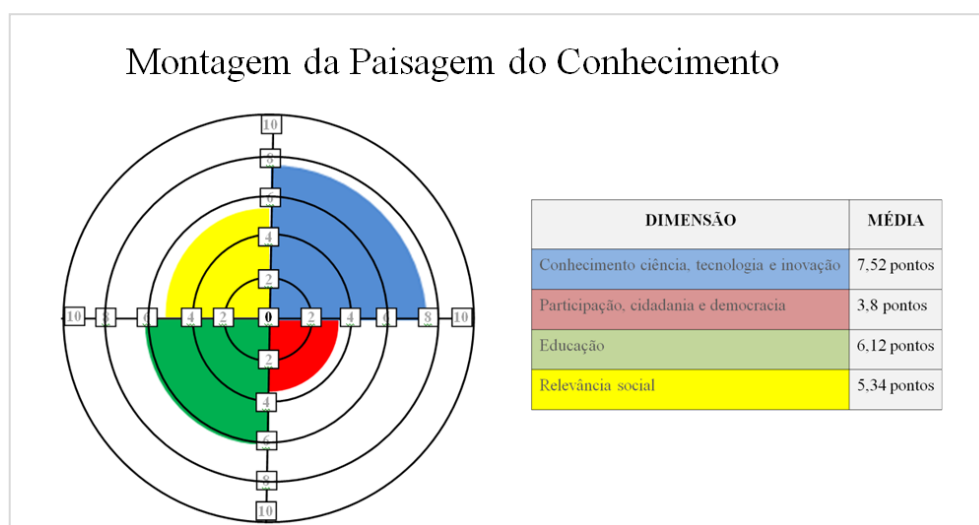 Montagem da Paisagem do Conhecimento
10
8
6
4
2
10 8 6 4 2 0 2 4 6 8 10
2
4
6
8
10
DIMENSÃO MÉDIA
Conhecimento ciência, tecnologia e inovação 7,52 pontos
Participação, cidadania e democracia 3,8 pontos
Educação 6,12 pontos
Relevância social 5,34 pontos